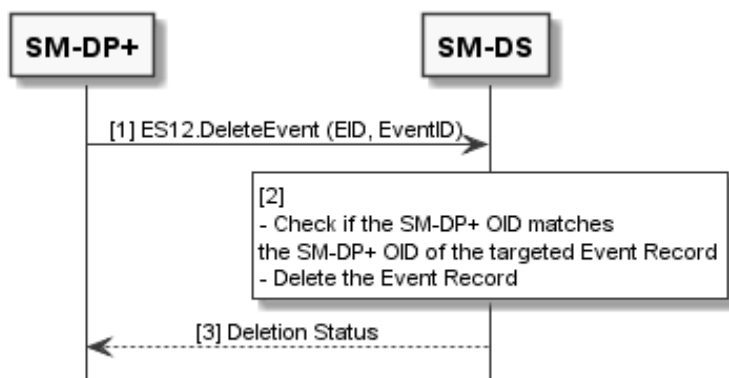 SM-DP+ SM-DS
[1] ES12.DeleteEvent (EID, EventID)
[2]
- Check if the SM-DP+ OID matches
the SM-DP+ OID of the targeted Event Record
- Delete the Event Record
[3] Deletion Status